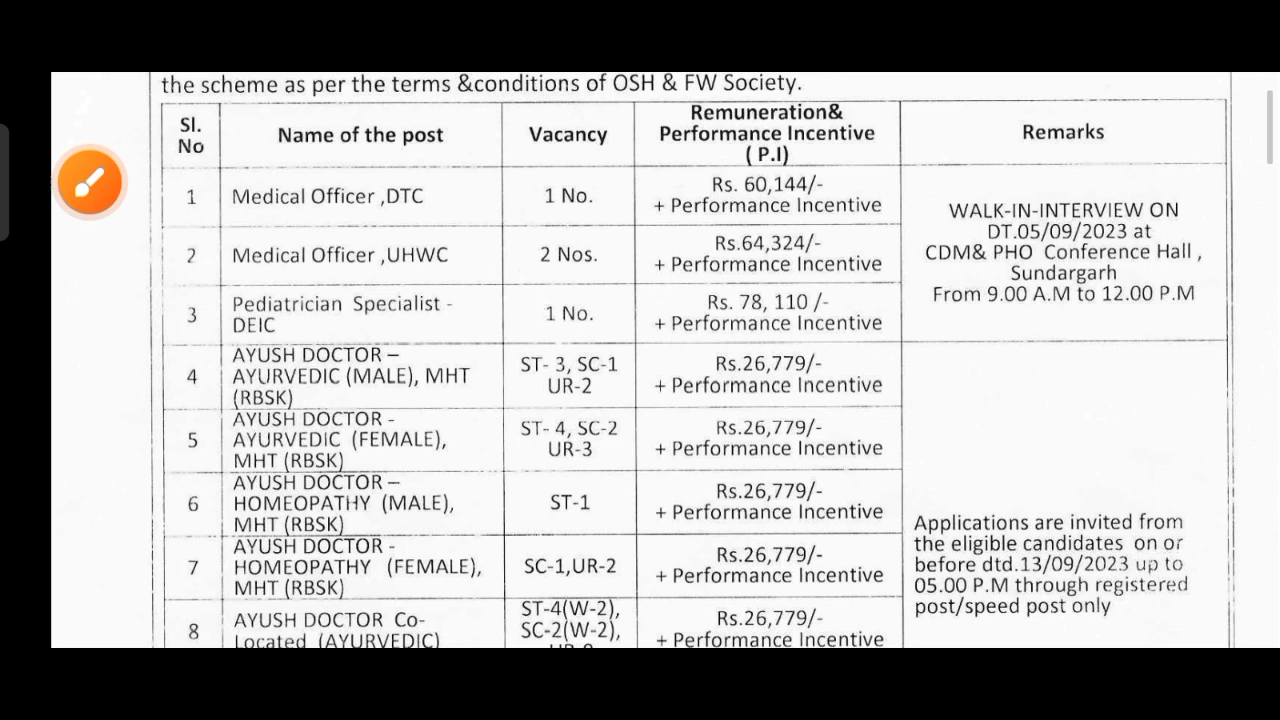 the scheme as per the terms &conditions of OSH & FW Society.
Sl. No
Name of the post
Vacancy
Remuneration&
Performance Incentive
( P.I)
Remarks
1
Medical Officer ,DTC
1 No.
Rs. 60,144/-
+ Performance Incentive
WALK-IN-INTERVIEW ON
DT.05/09/2023 at
CDM& PHO Conference Hall ,
Sundargarh
From 9.00 A.M to 12.00 P.M
2
Medical Officer ,UHWC
2 Nos.
Rs.64,324/-
+ Performance Incentive
3
Pediatrician Specialist -
DEIC
1 No.
Rs. 78, 110 /-
+ Performance Incentive
4
AYUSH DOCTOR –
AYURVEDIC (MALE), MHT
(RBSK)
ST- 3, SC-1
UR-2
Rs.26,779/-
+ Performance Incentive
5
AYUSH DOCTOR -
AYURVEDIC (FEMALE),
MHT (RBSK)
ST- 4, SC-2
UR-3
Rs.26,779/-
+ Performance Incentive
6
AYUSH DOCTOR –
HOMEOPATHY (MALE),
MHT (RBSK)
ST-1
Rs.26,779/-
+ Performance Incentive
7
AYUSH DOCTOR -
HOMEOPATHY (FEMALE),
MHT (RBSK)
SC-1,UR-2
Rs.26,779/-
+ Performance Incentive
8
AYUSH DOCTOR Co-
Located (AYURVEDIC)
ST-4(W-2),
SC-2(W-2),
Rs.26,779/-
+ Performance Incentive
Applications are invited from
the eligible candidates on or
before dtd.13/09/2023 up to
05.00 P.M through registered
post/speed post only